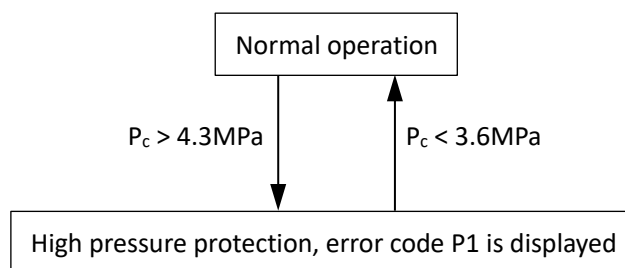 Normal operation
Pc > 4.3MPa
Pc < 3.6MPa
High pressure protection, error code P1 is displayed